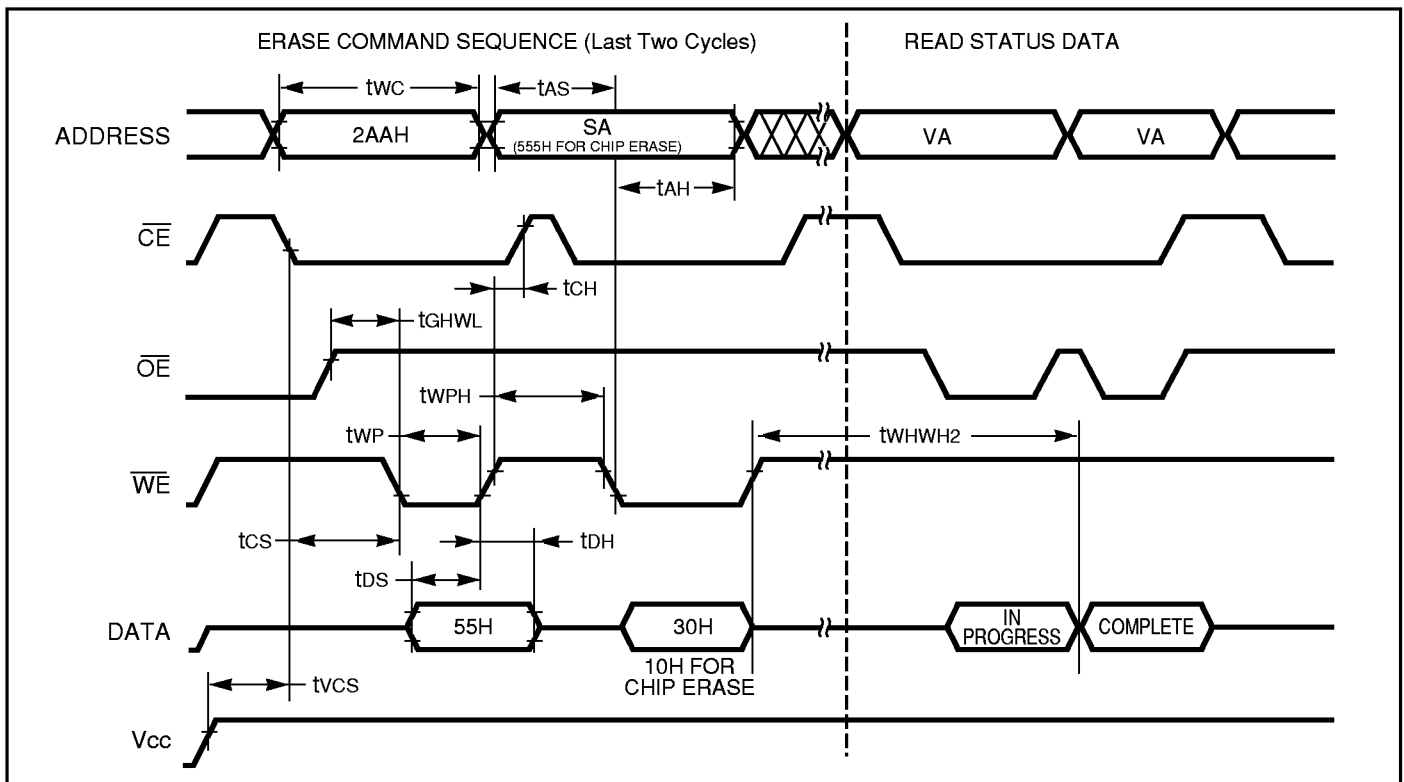 ERASE COMMAND SEQUENCE (Last Two Cycles)
READ STATUS DATA
tWC
tAS
ADDRESS
2AAH
SA
(555H FOR CHIP ERASE)
VA
VA
tAH
CE
tCH
tGHWL
OE
tWPH
tWP
tWHWH2
WE
tCS
tDH
tDS
DATA
55H
30H
IN
PROGRESS
COMPLETE
10H FOR
CHIP ERASE
tVCS
Vcc